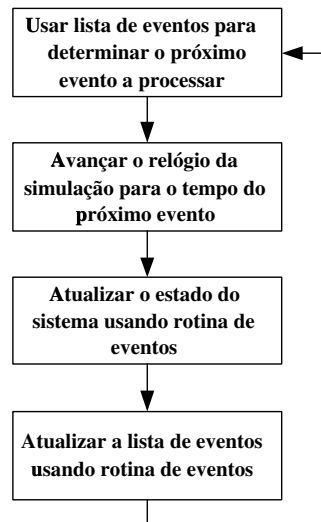 Usar lista de eventos para
determinar o próximo
evento a processar
Avançar o relógio da
simulação para o tempo do
próximo evento
Atualizar o estado do
sistema usando rotina de
eventos
Atualizar a lista de eventos
usando rotina de eventos